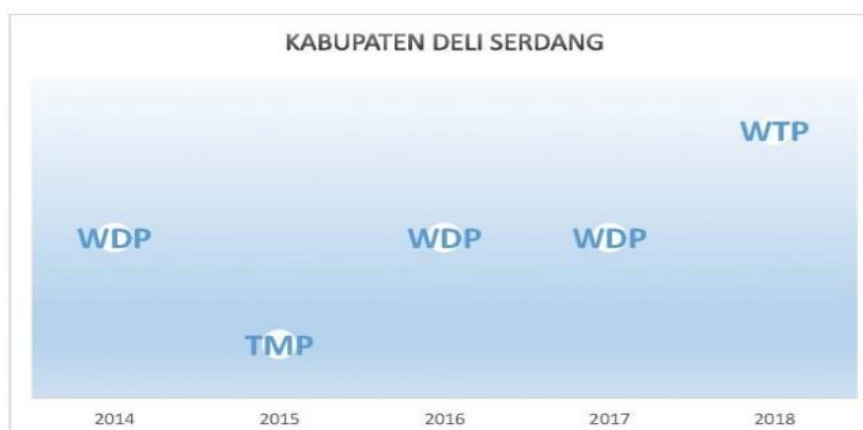 KABUPATEN DELI SERDANG
WTP
WDP WDP WDP
TMP
2014 2015 2016 2017 2018